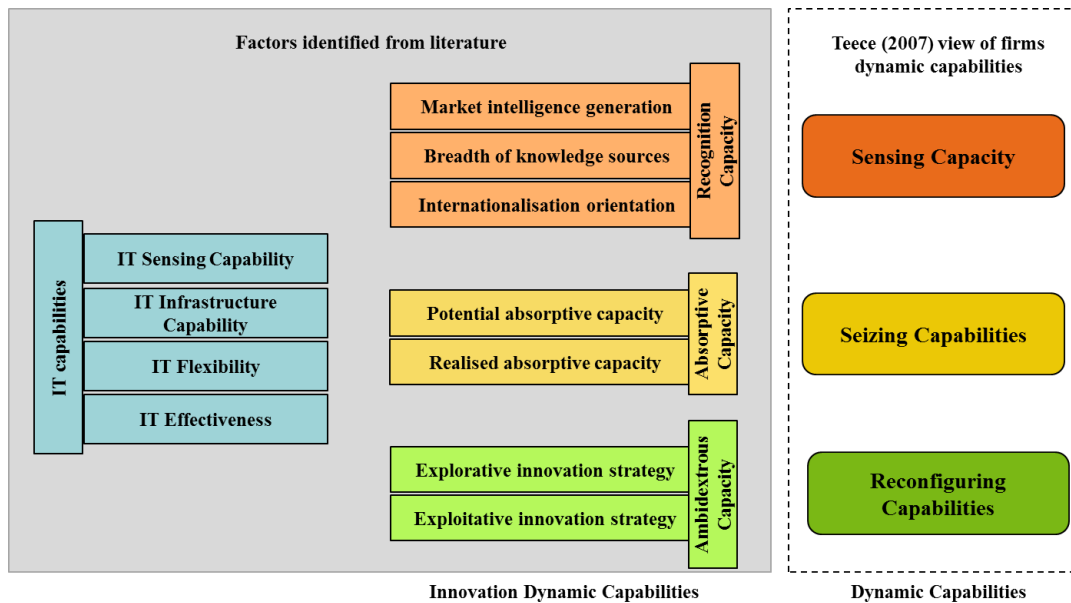 Factors identified from literature
IT capabilities
IT Sensing Capability
IT Infrastructure
Capability
IT Flexibility
IT Effectiveness
Market intelligence generation
Breadth of knowledge sources
Internationalisation orientation
Recognition
Capacity
Potential absorptive capacity
Realised absorptive capacity
Absorptive
Capacity
Explorative innovation strategy
Exploitative innovation strategy
Ambidextrous
Capacity
Innovation Dynamic Capabilities
Teece (2007) view of firms
dynamic capabilities
Sensing Capacity
Seizing Capabilities
Reconfiguring
Capabilities
Dynamic Capabilities